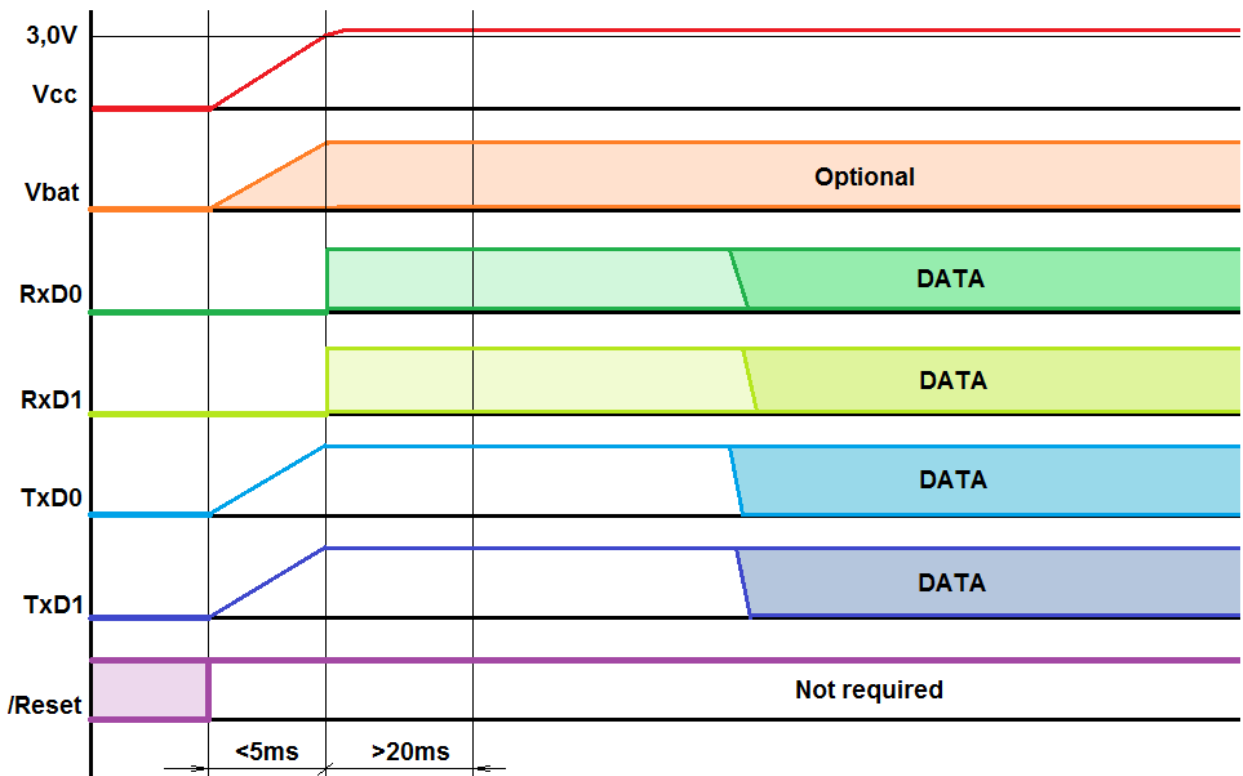 3,0V
Vcc
Vbat
Optional
RxD0
DATA
RxD1
DATA
TxD0
DATA
TxD1
DATA
/Reset
Not required
<5ms
>20ms